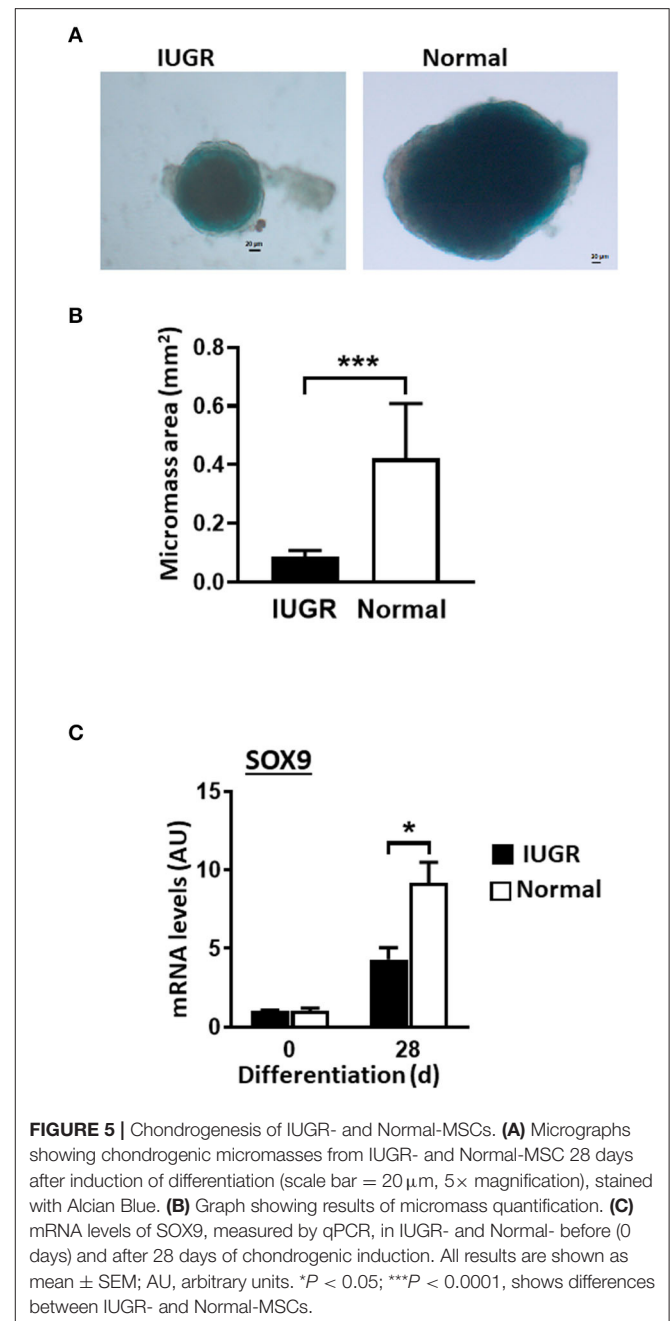 A
IUGR Normal
20 µm
20 µm
B
Micromass area (mm²)
0.8
0.6
0.4
0.2
0.0
***
IUGR Normal
C
SOX9
mRNA levels (AU)
15
10
5
0
*
IUGR
Normal
0 28
Differentiation (d)
FIGURE 5 | Chondrogenesis of IUGR- and Normal-MSCs. (A) Micrographs
showing chondrogenic micromasses from IUGR- and Normal-MSC 28 days
after induction of differentiation (scale bar = 20 µm, 5× magnification), stained
with Alcian Blue. (B) Graph showing results of micromass quantification. (C)
mRNA levels of SOX9, measured by qPCR, in IUGR- and Normal- before (0
days) and after 28 days of chondrogenic induction. All results are shown as
mean ± SEM; AU, arbitrary units. *P < 0.05; ***P < 0.0001, shows differences
between IUGR- and Normal-MSCs.